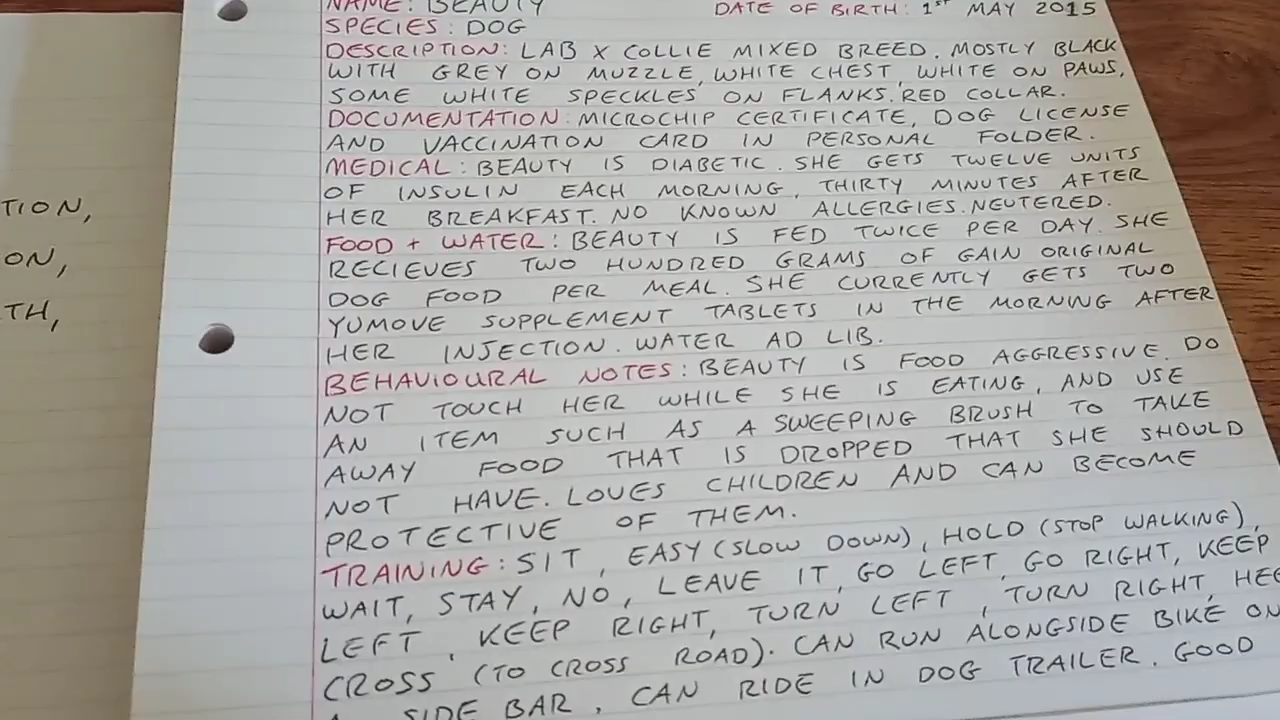 TION,
ON,
TH,
NAME: BEAUTY DATE OF BIRTH: 1ST MAY 2015
SPECIES: DOG
DESCRIPTION: LAB X COLLIE MIXED BREED. MOSTLY BLACK
WITH GREY ON MUZZLE, WHITE CHEST, WHITE ON PAWS,
SOME WHITE SPECKLES ON FLANKS. RED COLLAR.
DOCUMENTATION: MICROCHIP CERTIFICATE, DOG LICENSE
AND VACCINATION CARD IN PERSONAL FOLDER.
MEDICAL: BEAUTY IS DIABETIC. SHE GETS TWELVE UNITS
OF INSULIN EACH MORNING, THIRTY MINUTES AFTER
HER BREAKFAST. NO KNOWN ALLERGIES. NEUTERED.
FOOD + WATER: BEAUTY IS FED TWICE PER DAY. SHE
RECIEVES TWO HUNDRED GRAMS OF GAIN ORIGINAL
DOG FOOD PER MEAL. SHE CURRENTLY GETS TWO
YUMOVE SUPPLEMENT TABLETS IN THE MORNING AFTER
HER INJECTION. WATER AD LIB.
BEHAVIOURAL NOTES: BEAUTY IS FOOD AGGRESSIVE. DO
NOT TOUCH HER WHILE SHE IS EATING, AND USE
AN ITEM SUCH AS A SWEEPING BRUSH TO TAKE
AWAY FOOD THAT IS DROPPED THAT SHE SHOULD
NOT HAVE. LOVES CHILDREN AND CAN BECOME
PROTECTIVE OF THEM.
TRAINING: SIT, EASY (SLOW DOWN), HOLD (STOP WALKING),
WAIT, STAY, NO, LEAVE IT, GO LEFT, GO RIGHT, KEEP
LEFT, KEEP RIGHT, TURN LEFT, TURN RIGHT, HEE
CROSS (TO CROSS ROAD). CAN RUN ALONGSIDE BIKE ON
SIDE BAR, CAN RIDE IN DOG TRAILER. GOOD